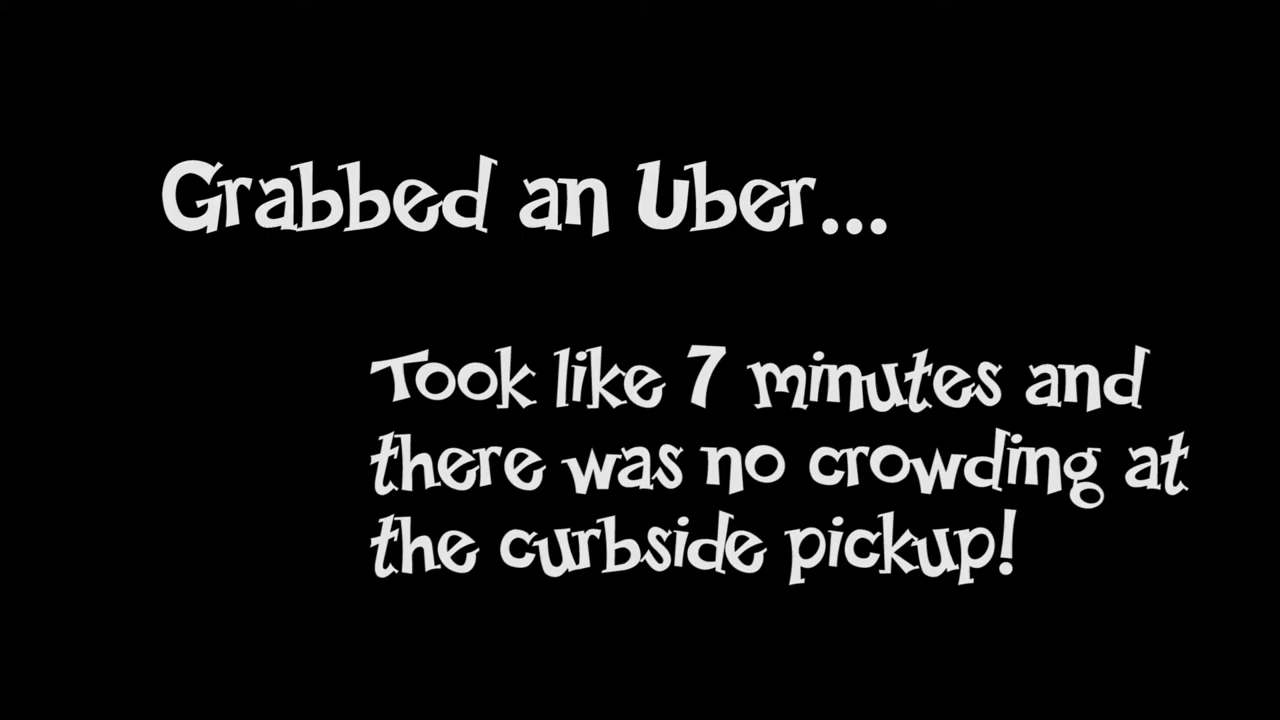 Grabbed an Uber...
Took like 7 minutes and
there was no crowding at
the curbside pickup!